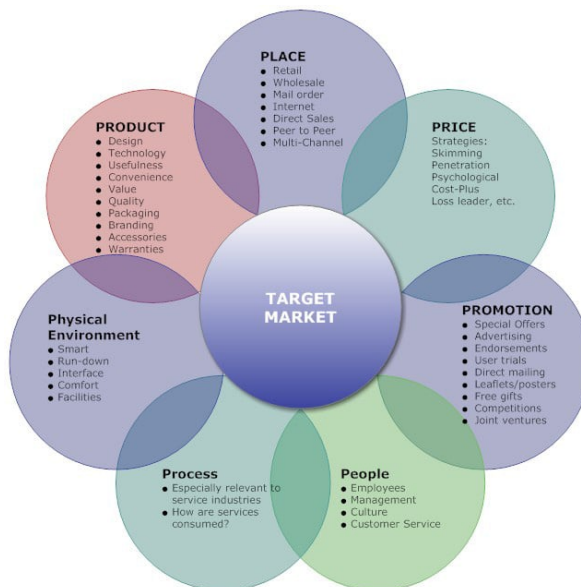 PLACE
Retail
Wholesale
Mail order
Internet
Direct Sales
Peer to Peer
Multi-Channel
PRODUCT
Design
Technology
Usefulness
Convenience
Value
Quality
Packaging
Branding
Accessories
Warranties
PRICE
Strategies:
Skimming
Penetration
Psychological
Cost-Plus
Loss leader, etc.
TARGET
MARKET
Physical
Environment
Smart
Run-down
Interface
Comfort
Facilities
PROMOTION
Special Offers
Advertising
Endorsements
User trials
Direct mailing
Leaflets/posters
Free gifts
Competitions
Joint ventures
Process
Especially relevant to
service industries
How are services
consumed?
People
Employees
Management
Culture
Customer Service